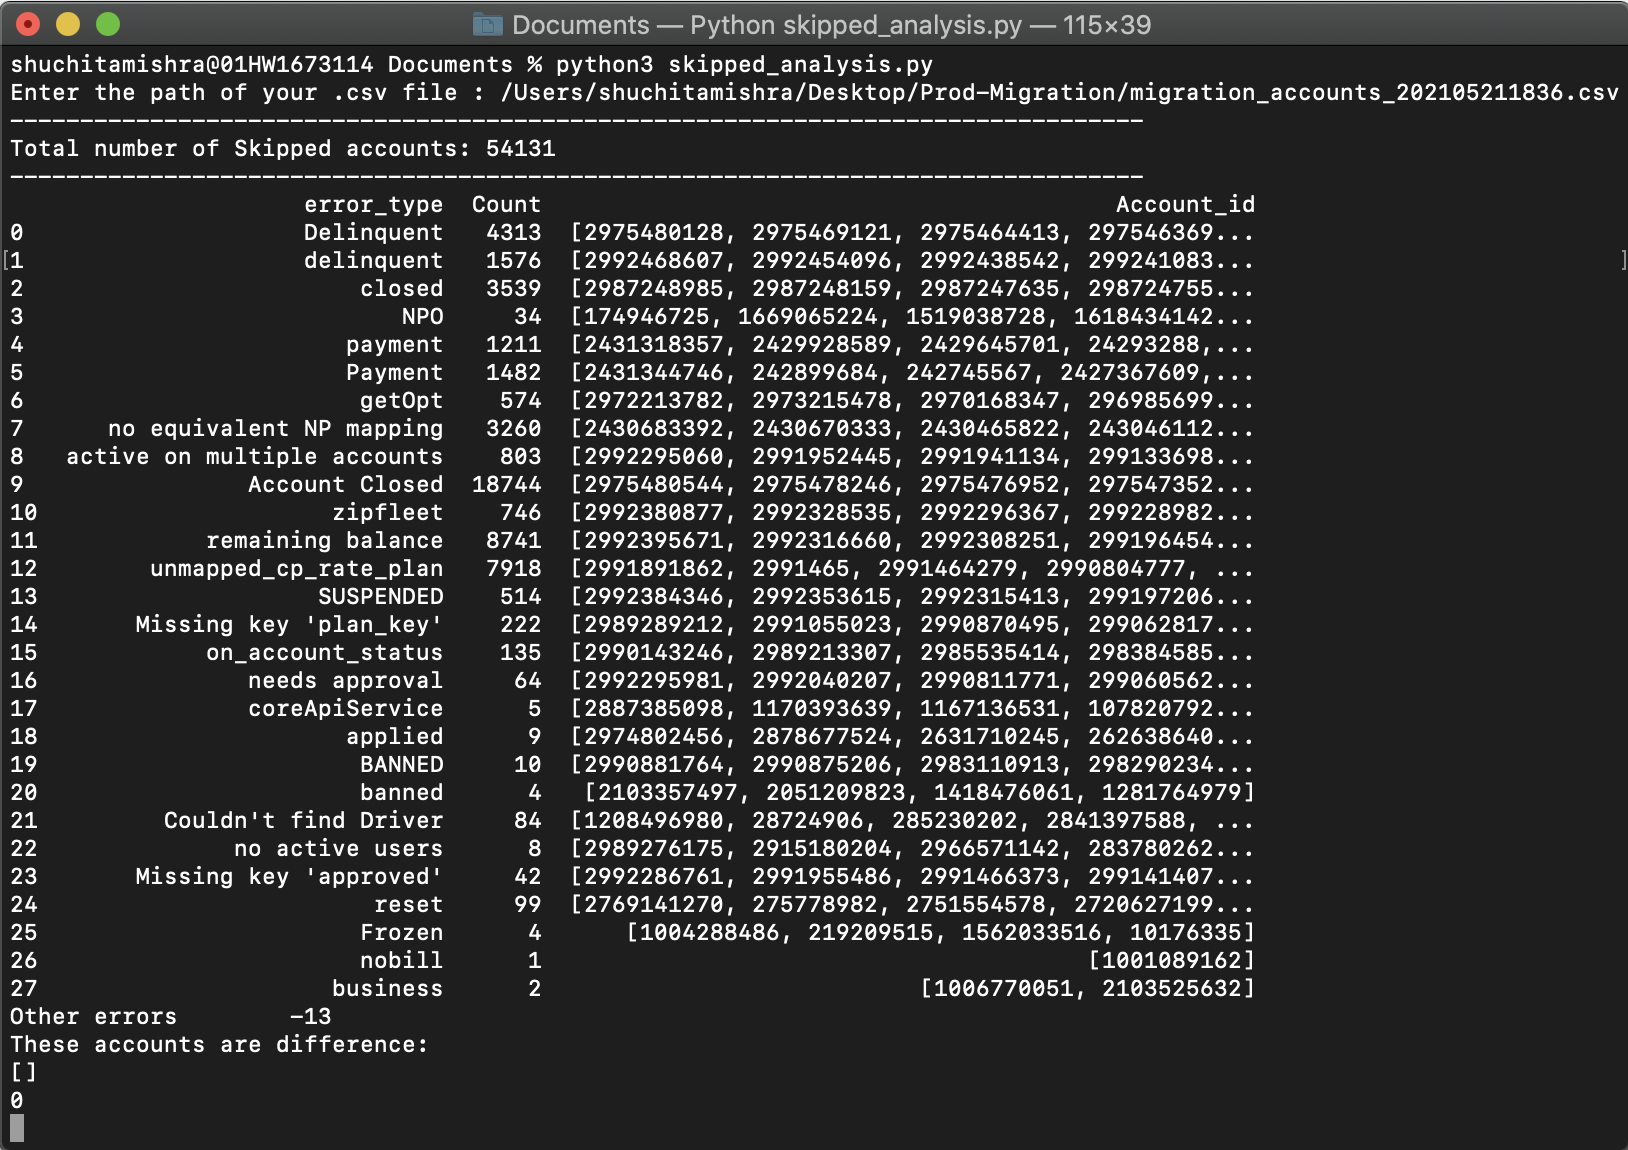 Documents — Python skipped_analysis.py — 115×39
shuchitamishra@01HW1673114 Documents % python3 skipped_analysis.py
Enter the path of your .csv file : /Users/shuchitamishra/Desktop/Prod-Migration/migration_accounts_202105211836.csv
---------------------------------------------------------------------------------
Total number of Skipped accounts: 54131
---------------------------------------------------------------------------------
error_type Count Account_id
0 Delinquent 4313 [2975480128, 2975469121, 2975464413, 297546369...
[1 delinquent 1576 [2992468607, 2992454096, 2992438542, 299241083... ]
2 closed 3539 [2987248985, 2987248159, 2987247635, 298724755...
3 NPO 34 [174946725, 1669065224, 1519038728, 1618434142...
4 payment 1211 [2431318357, 2429928589, 2429645701, 24293288,...
5 Payment 1482 [2431344746, 242899684, 242745567, 2427367609,...
6 getOpt 574 [2972213782, 2973215478, 2970168347, 296985699...
7 no equivalent NP mapping 3260 [2430683392, 2430670333, 2430465822, 243046112...
8 active on multiple accounts 803 [2992295060, 2991952445, 2991941134, 299133698...
9 Account Closed 18744 [2975480544, 2975478246, 2975476952, 297547352...
10 zipfleet 746 [2992380877, 2992328535, 2992296367, 299228982...
11 remaining balance 8741 [2992395671, 2992316660, 2992308251, 299196454...
12 unmapped_cp_rate_plan 7918 [2991891862, 2991465, 2991464279, 2990804777, ...
13 SUSPENDED 514 [2992384346, 2992353615, 2992315413, 299197206...
14 Missing key 'plan_key' 222 [2989289212, 2991055023, 2990870495, 299062817...
15 on_account_status 135 [2990143246, 2989213307, 2985535414, 298384585...
16 needs approval 64 [2992295981, 2992040207, 2990811771, 299060562...
17 coreApiService 5 [2887385098, 1170393639, 1167136531, 107820792...
18 applied 9 [2974802456, 2878677524, 2631710245, 262638640...
19 BANNED 10 [2990881764, 2990875206, 2983110913, 298290234...
20 banned 4 [2103357497, 2051209823, 1418476061, 1281764979]
21 Couldn't find Driver 84 [1208496980, 28724906, 285230202, 2841397588, ...
22 no active users 8 [2989276175, 2915180204, 2966571142, 283780262...
23 Missing key 'approved' 42 [2992286761, 2991955486, 2991466373, 299141407...
24 reset 99 [2769141270, 275778982, 2751554578, 2720627199...
25 Frozen 4 [1004288486, 219209515, 1562033516, 10176335]
26 nobill 1 [1001089162]
27 business 2 [1006770051, 2103525632]
Other errors -13
These accounts are difference:
[]
0